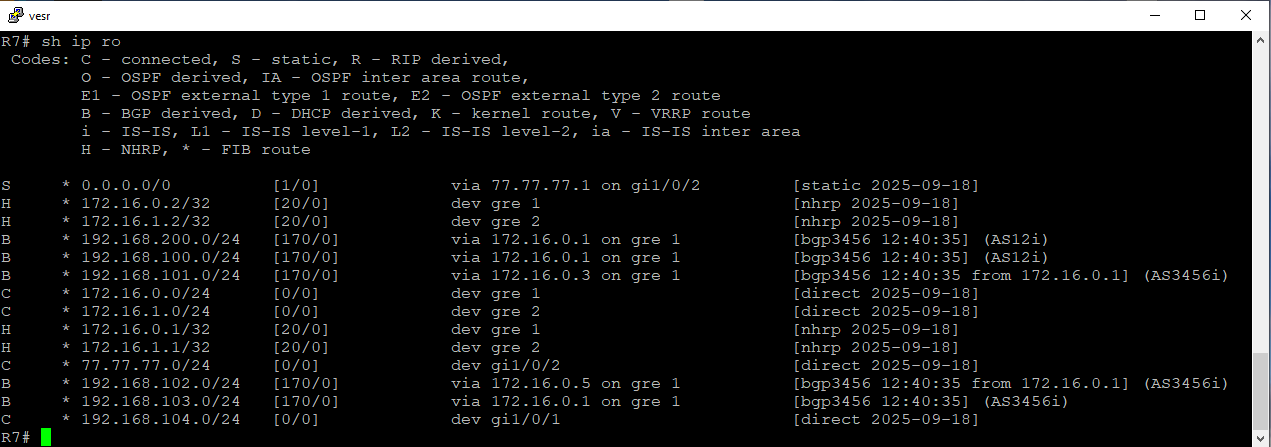 vesr
R7# sh ip ro
Codes: C - connected, S - static, R - RIP derived,
O - OSPF derived, IA - OSPF inter area route,
E1 - OSPF external type 1 route, E2 - OSPF external type 2 route
B - BGP derived, D - DHCP derived, K - kernel route, V - VRRP route
i - IS-IS, L1 - IS-IS level-1, L2 - IS-IS level-2, ia - IS-IS inter area
H - NHRP, * - FIB route
S * 0.0.0.0/0 [1/0] via 77.77.77.1 on gi1/0/2 [static 2025-09-18]
H * 172.16.0.2/32 [20/0] dev gre 1 [nhrp 2025-09-18]
H * 172.16.1.2/32 [20/0] dev gre 2 [nhrp 2025-09-18]
B * 192.168.200.0/24 [170/0] via 172.16.0.1 on gre 1 [bgp3456 12:40:35] (AS12i)
B * 192.168.100.0/24 [170/0] via 172.16.0.1 on gre 1 [bgp3456 12:40:35] (AS12i)
B * 192.168.101.0/24 [170/0] via 172.16.0.3 on gre 1 [bgp3456 12:40:35 from 172.16.0.1] (AS3456i)
C * 172.16.0.0/24 [0/0] dev gre 1 [direct 2025-09-18]
C * 172.16.1.0/24 [0/0] dev gre 2 [direct 2025-09-18]
H * 172.16.0.1/32 [20/0] dev gre 1 [nhrp 2025-09-18]
H * 172.16.1.1/32 [20/0] dev gre 2 [nhrp 2025-09-18]
C * 77.77.77.0/24 [0/0] dev gi1/0/2 [direct 2025-09-18]
B * 192.168.102.0/24 [170/0] via 172.16.0.5 on gre 1 [bgp3456 12:40:35 from 172.16.0.1] (AS3456i)
B * 192.168.103.0/24 [170/0] via 172.16.0.1 on gre 1 [bgp3456 12:40:35] (AS3456i)
C * 192.168.104.0/24 [0/0] dev gi1/0/1 [direct 2025-09-18]
R7#